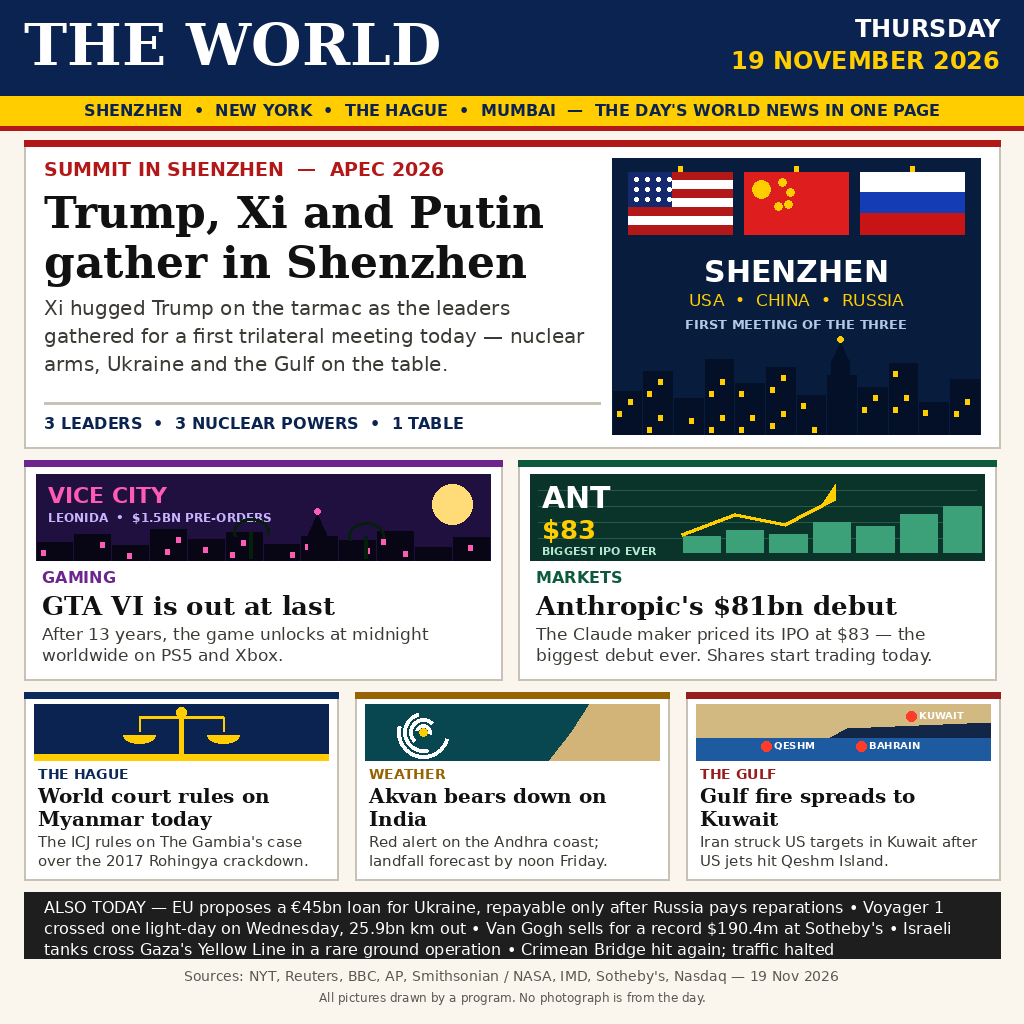 THE WORLD
THURSDAY
19 NOVEMBER 2026
SHENZHEN • NEW YORK • THE HAGUE • MUMBAI — THE DAY'S WORLD NEWS IN ONE PAGE
SUMMIT IN SHENZHEN — APEC 2026
Trump, Xi and Putin
gather in Shenzhen
Xi hugged Trump on the tarmac as the leaders
gathered for a first trilateral meeting today — nuclear
arms, Ukraine and the Gulf on the table.
3 LEADERS • 3 NUCLEAR POWERS • 1 TABLE
SHENZHEN
USA • CHINA • RUSSIA
FIRST MEETING OF THE THREE
VICE CITY
LEONIDA • $1.5BN PRE-ORDERS
GAMING
GTA VI is out at last
After 13 years, the game unlocks at midnight
worldwide on PS5 and Xbox.
ANT
$83
BIGGEST IPO EVER
MARKETS
Anthropic's $81bn debut
The Claude maker priced its IPO at $83 — the
biggest debut ever. Shares start trading today.
THE HAGUE
World court rules on
Myanmar today
The ICJ rules on The Gambia's case
over the 2017 Rohingya crackdown.
WEATHER
Akvan bears down on
India
Red alert on the Andhra coast;
landfall forecast by noon Friday.
KUWAIT
QESHM
BAHRAIN
THE GULF
Gulf fire spreads to
Kuwait
Iran struck US targets in Kuwait after
US jets hit Qeshm Island.
ALSO TODAY — EU proposes a €45bn loan for Ukraine, repayable only after Russia pays reparations • Voyager 1
crossed one light-day on Wednesday, 25.9bn km out • Van Gogh sells for a record $190.4m at Sotheby's • Israeli
tanks cross Gaza's Yellow Line in a rare ground operation • Crimean Bridge hit again; traffic halted
Sources: NYT, Reuters, BBC, AP, Smithsonian / NASA, IMD, Sotheby's, Nasdaq — 19 Nov 2026
All pictures drawn by a program. No photograph is from the day.